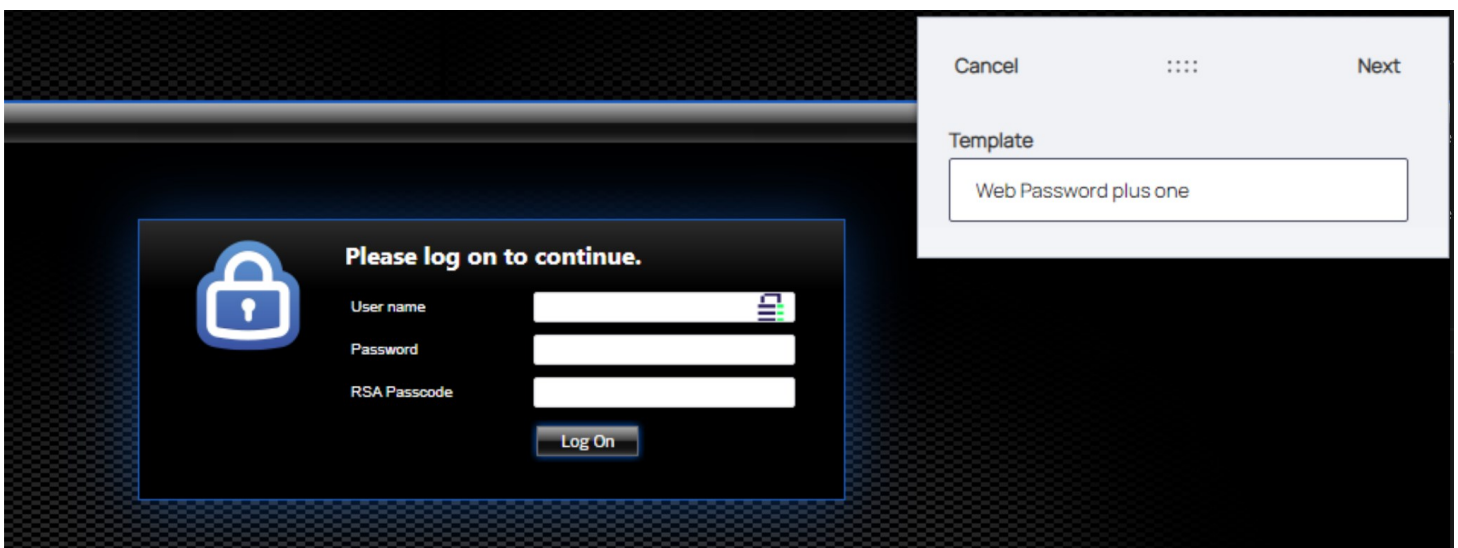 Cancel
Next
Template
Web Password plus one
Please log on to continue.
User name
Password
RSA Passcode
Log On